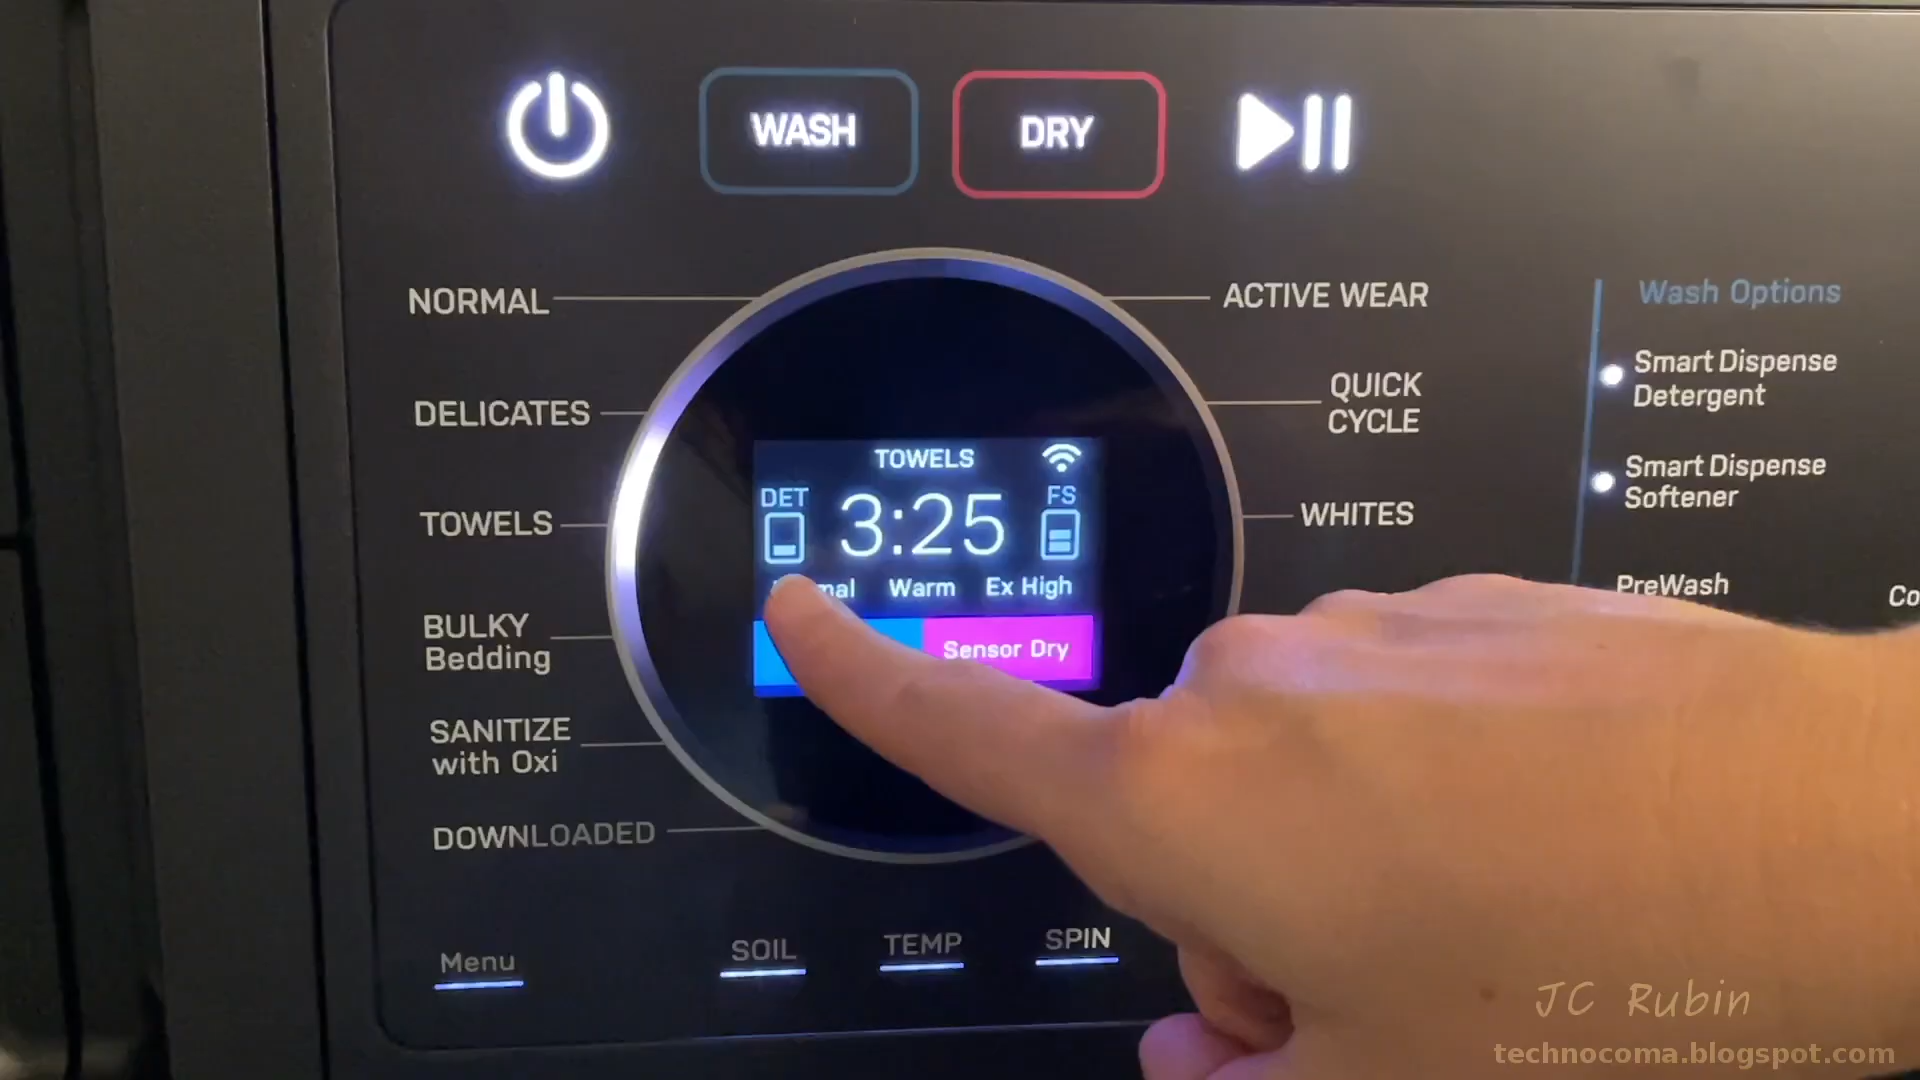 WASH
DRY
NORMAL
DELICATES
TOWELS
BULKY
Bedding
SANITIZE
with Oxi
DOWNLOADED
TOWELS
DET
3:25
FS
Warm
Ex High
Sensor Dry
ACTIVE WEAR
QUICK
CYCLE
WHITES
Wash Options
Smart Dispense
Detergent
Smart Dispense
Softener
PreWash
Menu
SOIL
TEMP
SPIN
JC Rubin
technocoma.blogspot.com